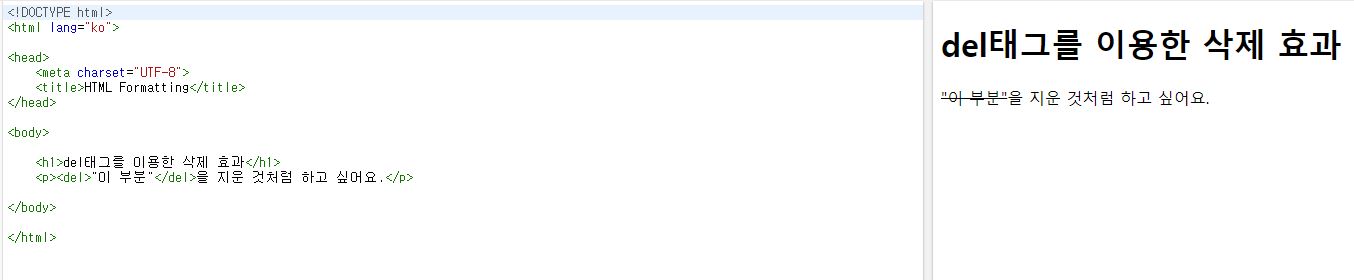 <!DOCTYPE html>
<html lang="ko">
<head>
<meta charset="UTF-8">
<title>HTML Formatting</title>
</head>
<body>
<h1>del태그를 이용한 삭제 효과</h1>
<p><del>"이 부분"</del>을 지운 것처럼 하고 싶어요.</p>
</body>
</html>
del태그를 이용한 삭제 효과
"이 부분"을 지운 것처럼 하고 싶어요.